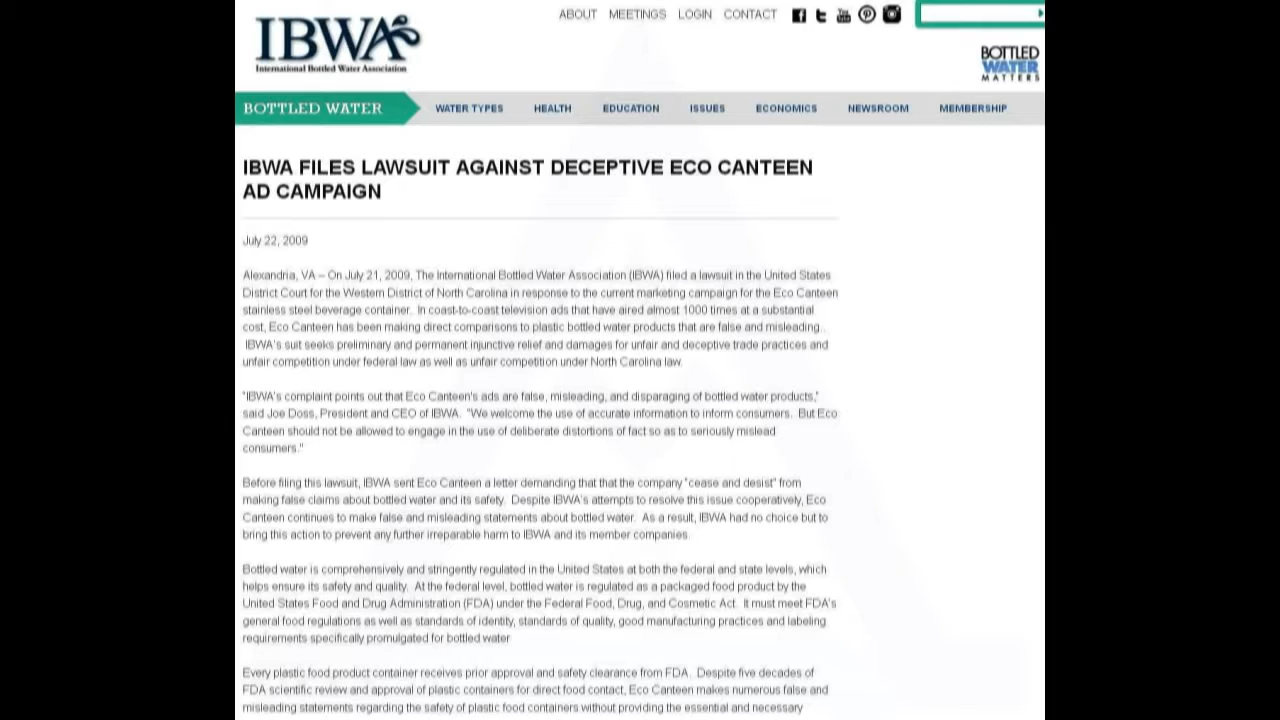 ABOUT MEETINGS LOGIN CONTACT
IBWA
International Bottled Water Association
BOTTLED
WATER
MATTERS
BOTTLED WATER WATER TYPES HEALTH EDUCATION ISSUES ECONOMICS NEWSROOM MEMBERSHIP
IBWA FILES LAWSUIT AGAINST DECEPTIVE ECO CANTEEN
AD CAMPAIGN
July 22, 2009
Alexandria, VA – On July 21, 2009, The International Bottled Water Association (IBWA) filed a lawsuit in the United States
District Court for the Western District of North Carolina in response to the current marketing campaign for the Eco Canteen
stainless steel beverage container. In coast-to-coast television ads that have aired almost 1000 times at a substantial
cost, Eco Canteen has been making direct comparisons to plastic bottled water products that are false and misleading..
IBWA's suit seeks preliminary and permanent injunctive relief and damages for unfair and deceptive trade practices and
unfair competition under federal law as well as unfair competition under North Carolina law.
"IBWA's complaint points out that Eco Canteen's ads are false, misleading, and disparaging of bottled water products,"
said Joe Doss, President and CEO of IBWA. "We welcome the use of accurate information to inform consumers. But Eco
Canteen should not be allowed to engage in the use of deliberate distortions of fact so as to seriously mislead
consumers."
Before filing this lawsuit, IBWA sent Eco Canteen a letter demanding that that the company "cease and desist" from
making false claims about bottled water and its safety. Despite IBWA's attempts to resolve this issue cooperatively, Eco
Canteen continues to make false and misleading statements about bottled water. As a result, IBWA had no choice but to
bring this action to prevent any further irreparable harm to IBWA and its member companies.
Bottled water is comprehensively and stringently regulated in the United States at both the federal and state levels, which
helps ensure its safety and quality. At the federal level, bottled water is regulated as a packaged food product by the
United States Food and Drug Administration (FDA) under the Federal Food, Drug, and Cosmetic Act. It must meet FDA's
general food regulations as well as standards of identity, standards of quality, good manufacturing practices and labeling
requirements specifically promulgated for bottled water
Every plastic food product container receives prior approval and safety clearance from FDA. Despite five decades of
FDA scientific review and approval of plastic containers for direct food contact, Eco Canteen makes numerous false and
misleading statements regarding the safety of plastic food containers without providing the essential and necessary